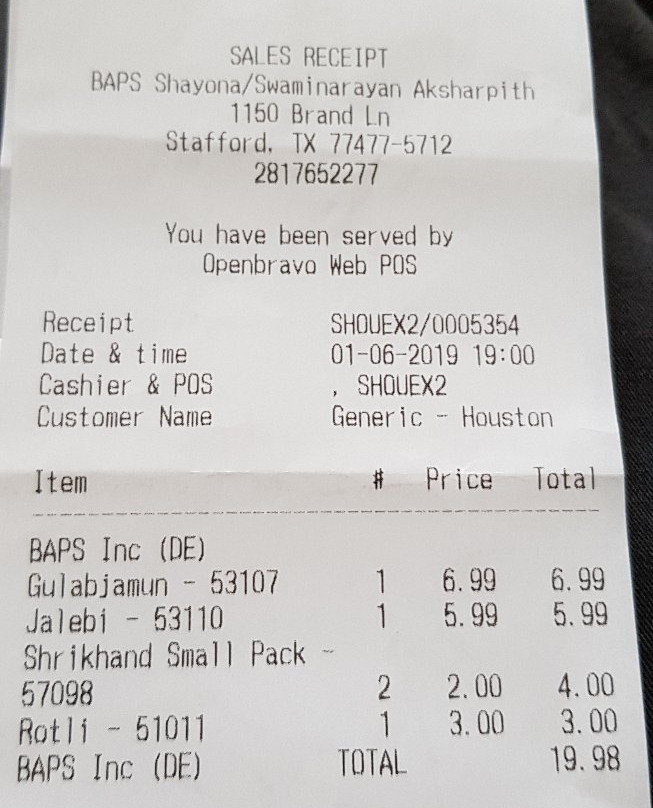 SALES RECEIPT
BAPS Shayona/Swaminarayan Aksharpith
1150 Brand Ln
Stafford, TX 77477-5712
2817652277
You have been served by
Openbravo Web POS
Receipt SHOUEX2/0005354
Date & time 01-06-2019 19:00
Cashier & POS , SHOUEX2
Customer Name Generic - Houston
Item # Price Total
BAPS Inc (DE)
Gulabjamun - 53107 1 6.99 6.99
Jalebi - 53110 1 5.99 5.99
Shrikhand Small Pack -
57098 2 2.00 4.00
Rotli - 51011 1 3.00 3.00
BAPS Inc (DE) TOTAL 19.98